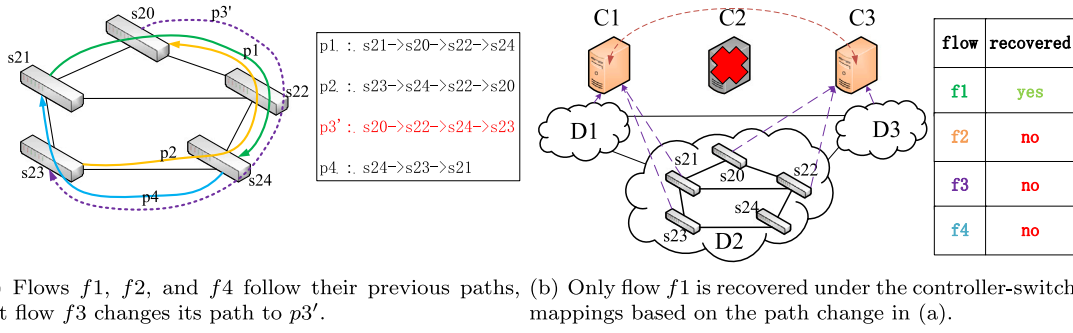 s20
p3'
s21
p1
s22
p2
s23
s24
p4
p1 : s21->s20->s22->s24
p2 : s23->s24->s22->s20
p3' : s20->s22->s24->s23
p4 : s24->s23->s21
C1
C2
C3
D1
D3
s21
s20
s22
s24
s23
D2
flow recovered
f1 yes
f2 no
f3 no
f4 no
) Flows f1, f2, and f4 follow their previous paths,
t flow f3 changes its path to p3′.
(b) Only flow f1 is recovered under the controller-switch
mappings based on the path change in (a).